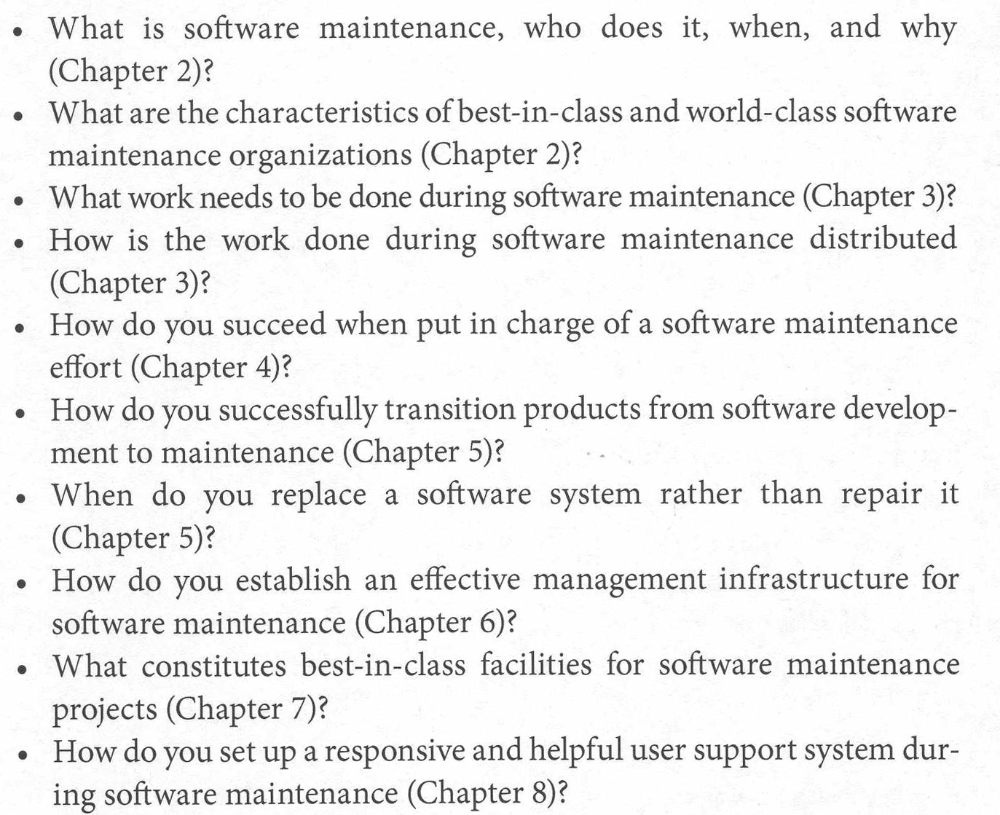 • What is software maintenance, who does it, when, and why
(Chapter 2)?
• What are the characteristics of best-in-class and world-class software
maintenance organizations (Chapter 2)?
• What work needs to be done during software maintenance (Chapter 3)?
• How is the work done during software maintenance distributed
(Chapter 3)?
• How do you succeed when put in charge of a software maintenance
effort (Chapter 4)?
• How do you successfully transition products from software develop-
ment to maintenance (Chapter 5)?
• When do you replace a software system rather than repair it
(Chapter 5)?
• How do you establish an effective management infrastructure for
software maintenance (Chapter 6)?
• What constitutes best-in-class facilities for software maintenance
projects (Chapter 7)?
• How do you set up a responsive and helpful user support system dur-
ing software maintenance (Chapter 8)?